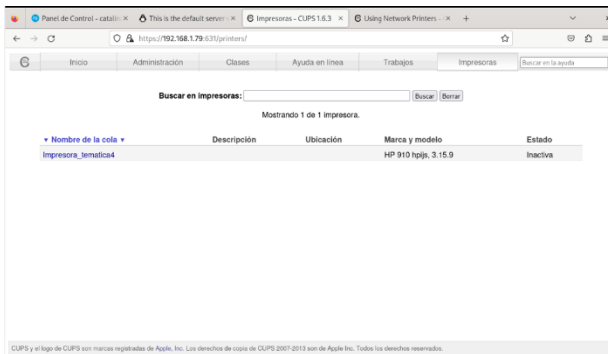 Panel de Control - catalin
This is the default server
Impresoras - CUPS 1.6.3
Using Network Printers -
https://192.168.1.79:631/printers/
Inicio
Administración
Clases
Ayuda en línea
Trabajos
Impresoras
Buscar en la ayuda
Buscar en impresoras:
Buscar
Borrar
Mostrando 1 de 1 impresora.
▼ Nombre de la cola ▼
Descripción
Ubicación
Marca y modelo
Estado
Impresora_tematica4
HP 910 hpijs, 3.15.9
Inactiva
CUPS y el logo de CUPS son marcas registradas de Apple, Inc. Los derechos de copia de CUPS 2007-2013 son de Apple Inc. Todos los derechos reservados.